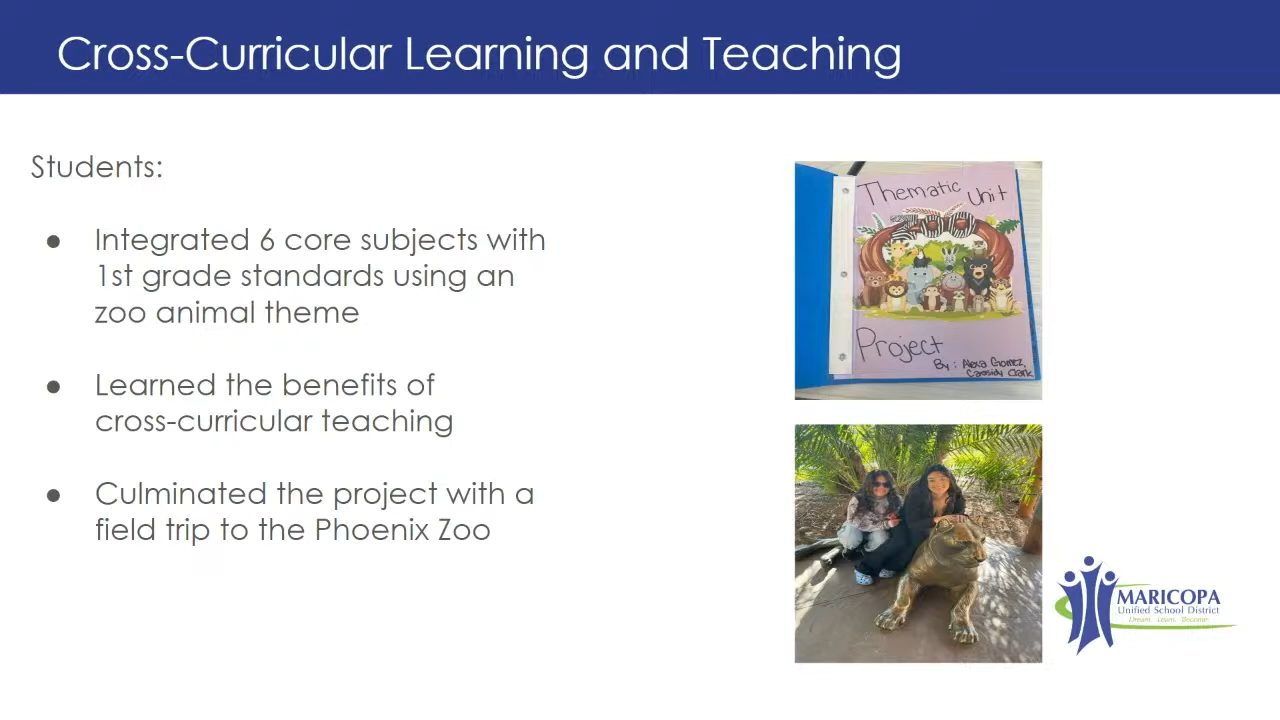 Cross-Curricular Learning and Teaching
Students:
● Integrated 6 core subjects with
1st grade standards using an
zoo animal theme
● Learned the benefits of
cross-curricular teaching
● Culminated the project with a
field trip to the Phoenix Zoo
Thematic Unit
ZOO
Project
By: Alexa Gomez,
Cassidy Clark
MARICOPA
Unified School District
Dream. Learn. Become.